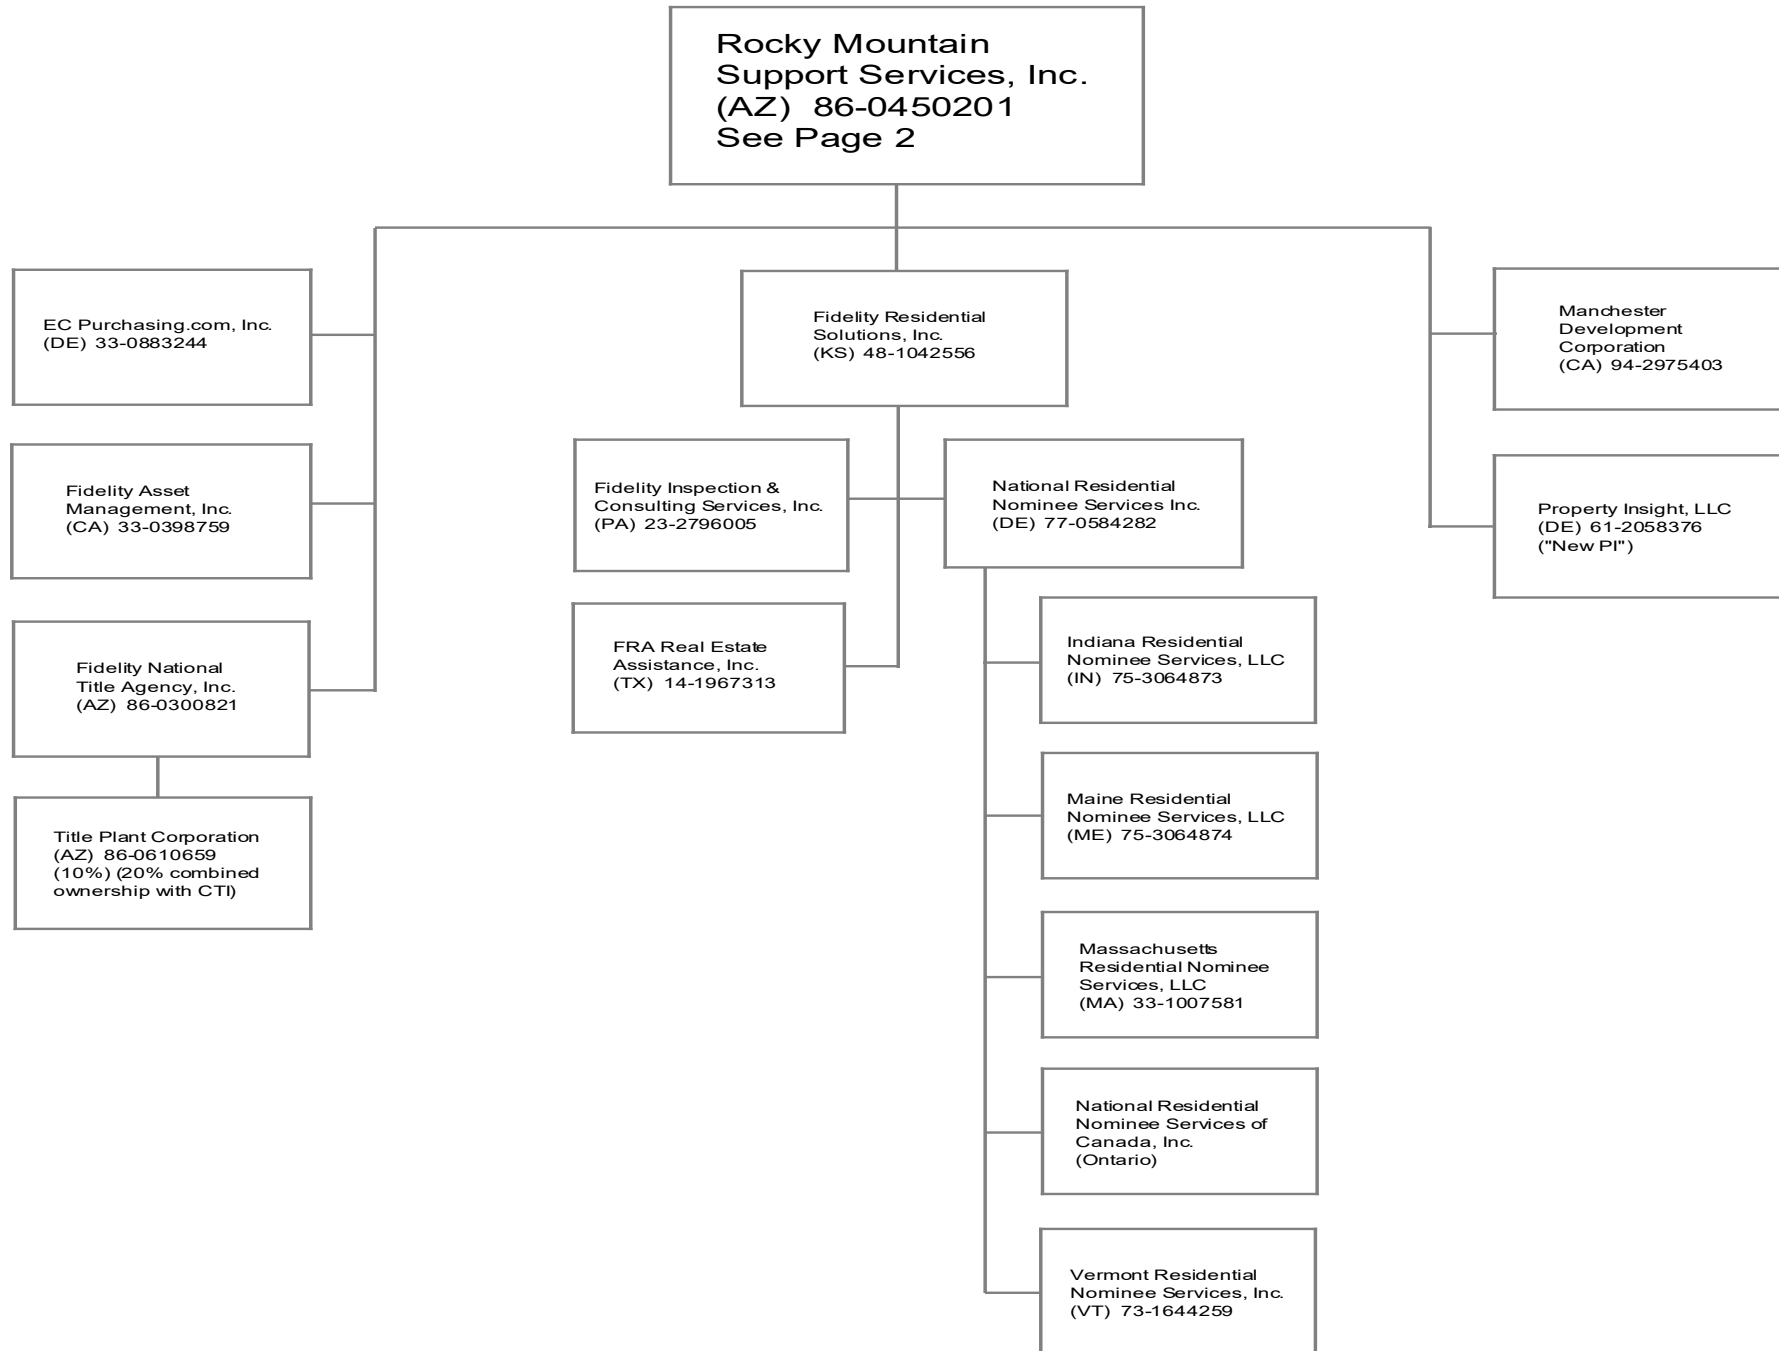 Rocky Mountain
Support Services, Inc.
(AZ) 86-0450201
See Page 2
EC Purchasing.com, Inc.
(DE) 33-0883244
Fidelity Asset
Management, Inc.
(CA) 33-0398759
Fidelity National
Title Agency, Inc.
(AZ) 86-0300821
Title Plant Corporation
(AZ) 86-0610659
(10%) (20% combined
ownership with CTI)
Fidelity Residential
Solutions, Inc.
(KS) 48-1042556
Fidelity Inspection &
Consulting Services, Inc.
(PA) 23-2796005
FRA Real Estate
Assistance, Inc.
(TX) 14-1967313
National Residential
Nominee Services Inc.
(DE) 77-0584282
Indiana Residential
Nominee Services, LLC
(IN) 75-3064873
Maine Residential
Nominee Services, LLC
(ME) 75-3064874
Massachusetts
Residential Nominee
Services, LLC
(MA) 33-1007581
National Residential
Nominee Services of
Canada, Inc.
(Ontario)
Vermont Residential
Nominee Services, Inc.
(VT) 73-1644259
Manchester
Development
Corporation
(CA) 94-2975403
Property Insight, LLC
(DE) 61-2058376
("New PI")